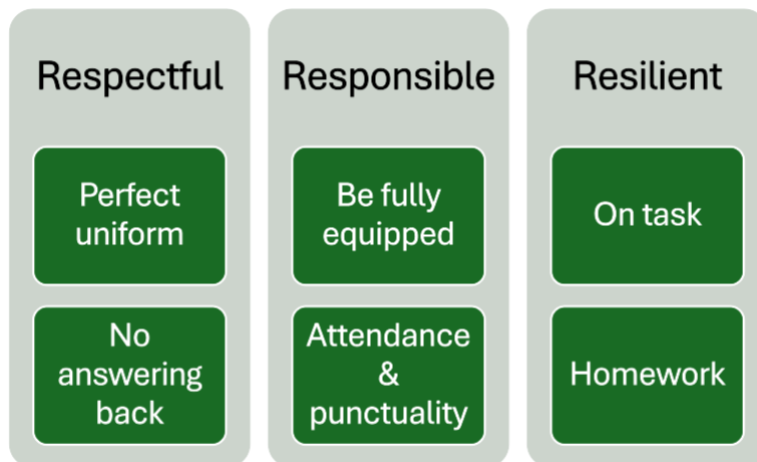 Respectful
Perfect
uniform
No
answering
back
Responsible
Be fully
equipped
Attendance
&
punctuality
Resilient
On task
Homework